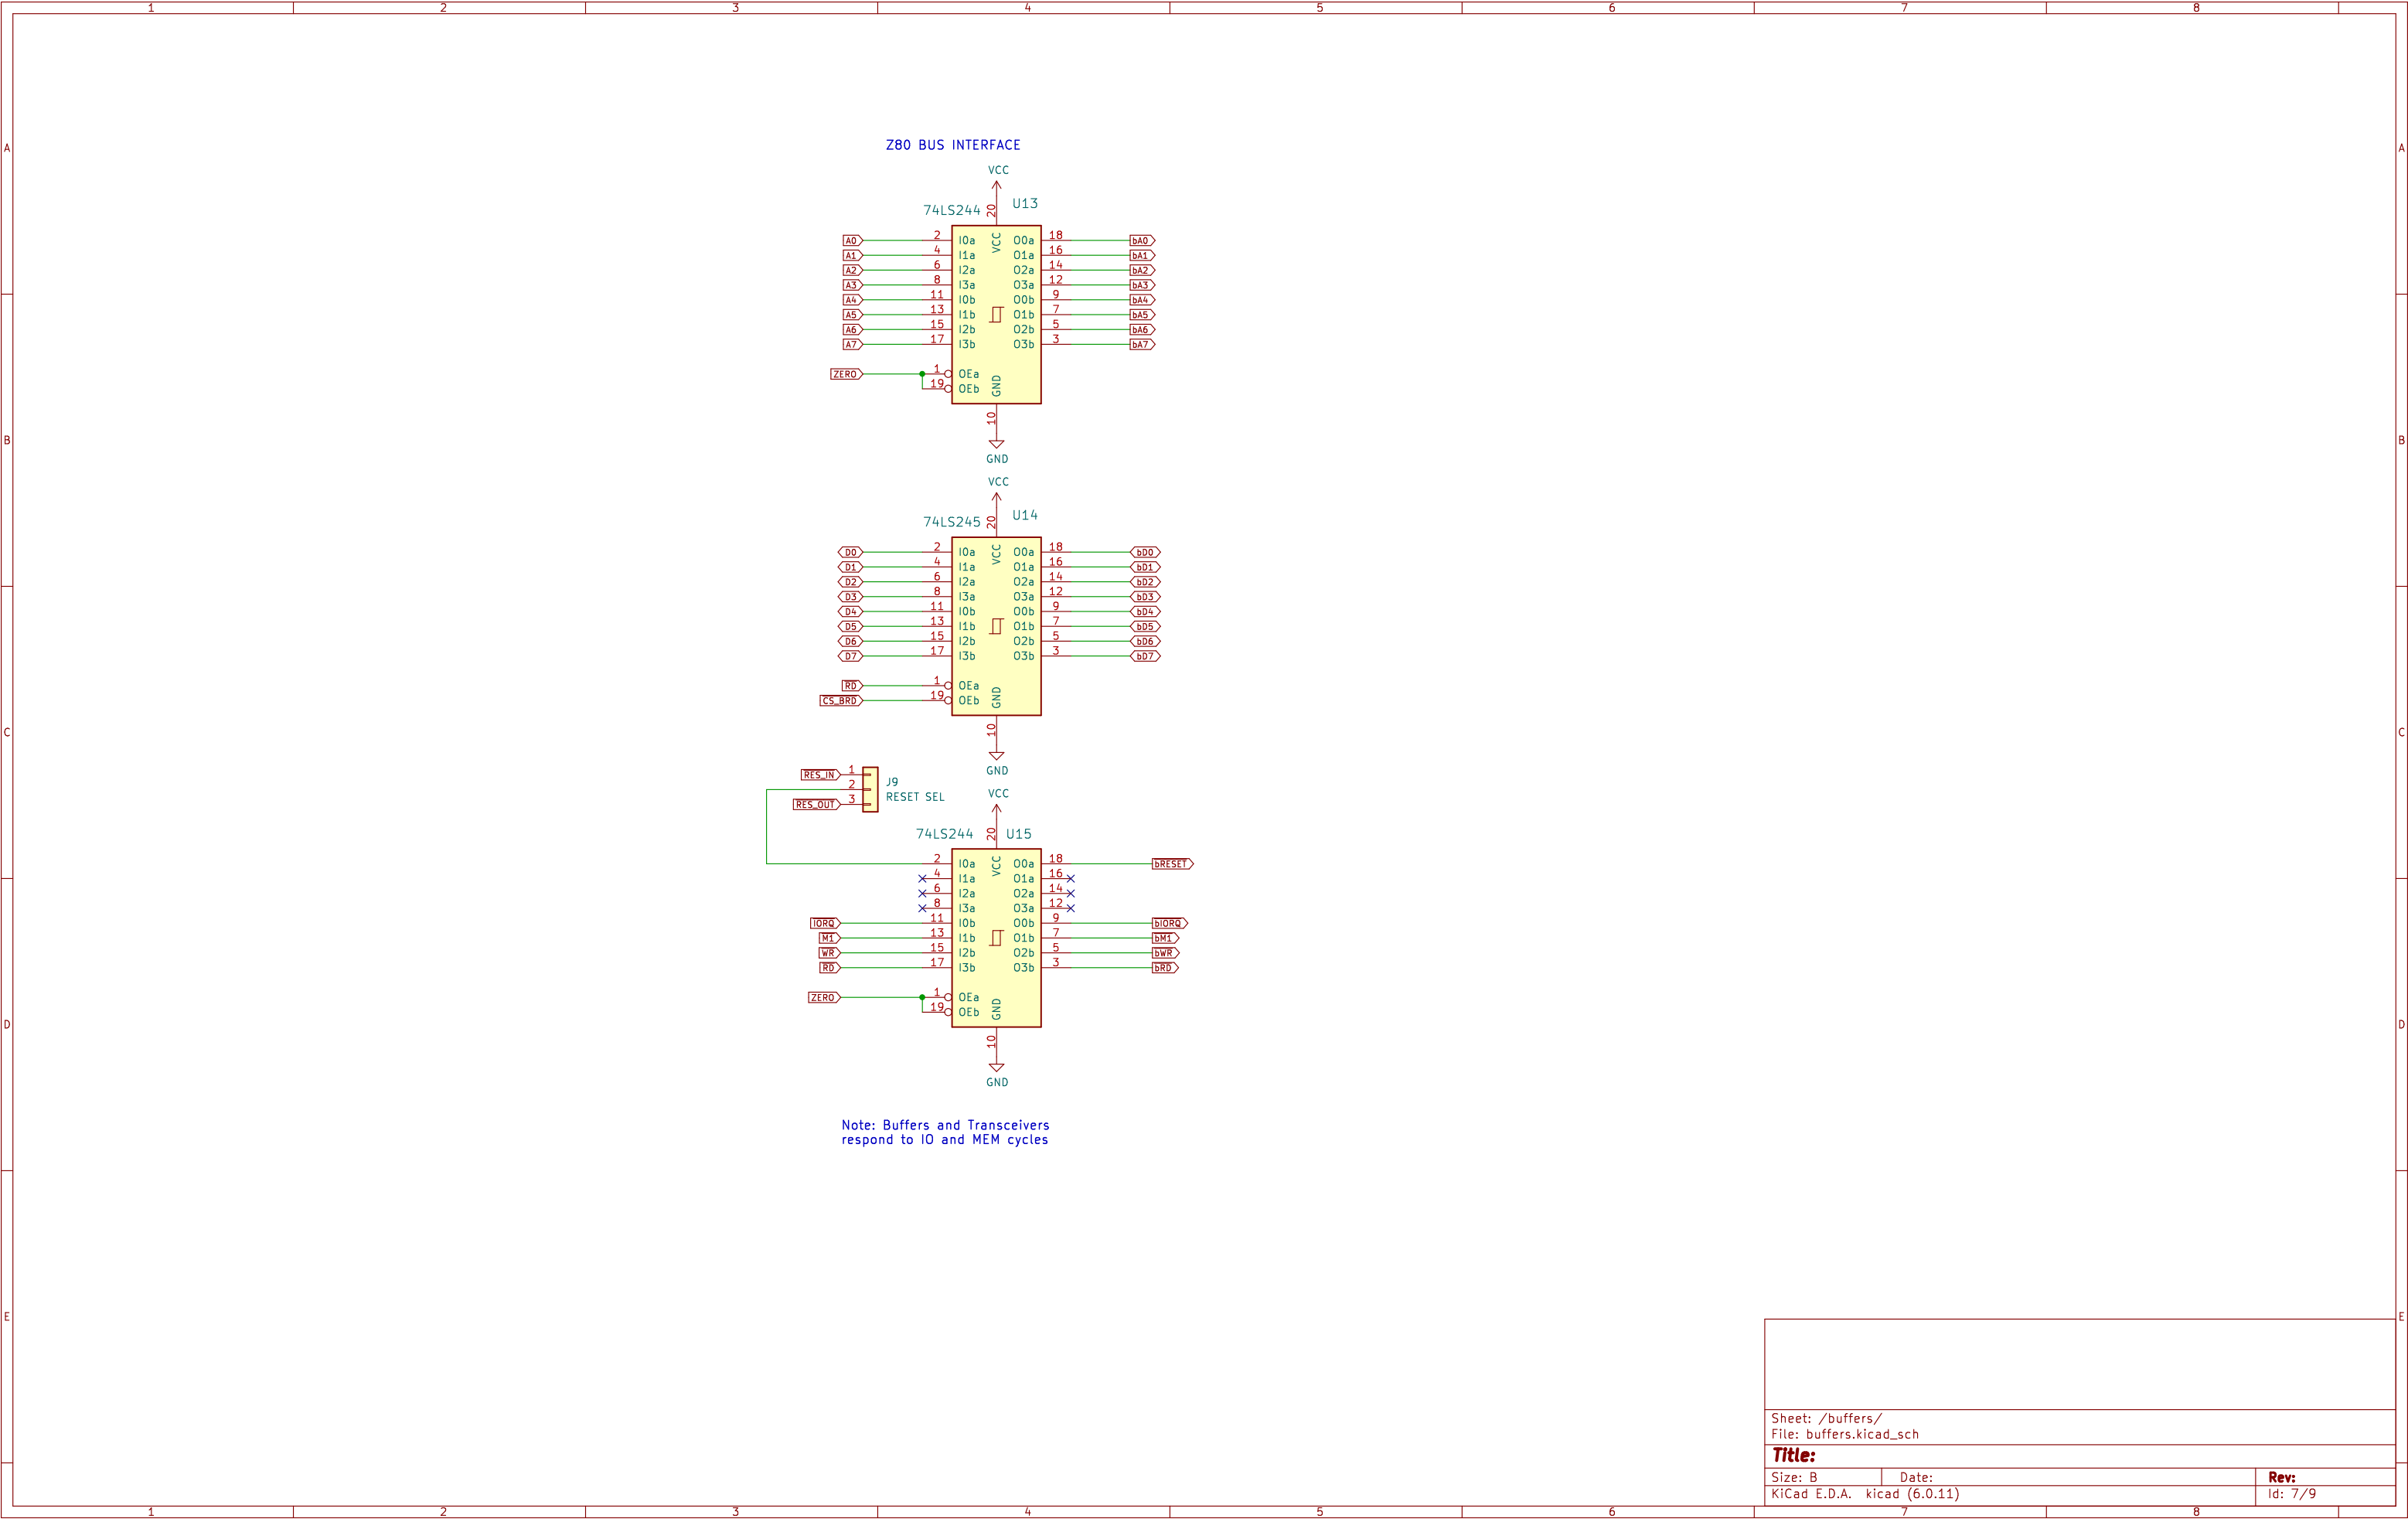 1 2 3 4 5 6 7 8
A A
B B
C C
D D
E E
Z80 BUS INTERFACE
VCC
74LS244 20 U13
VCC
A0 2 I0a O0a 18 bA0
A1 4 I1a O1a 16 bA1
A2 6 I2a O2a 14 bA2
A3 8 I3a O3a 12 bA3
A4 11 I0b O0b 9 bA4
A5 13 I1b O1b 7 bA5
A6 15 I2b O2b 5 bA6
A7 17 I3b O3b 3 bA7
ZERO 1 OEa
19 OEb GND
10
GND
VCC
74LS245 20 U14
VCC
D0 2 I0a O0a 18 bD0
D1 4 I1a O1a 16 bD1
D2 6 I2a O2a 14 bD2
D3 8 I3a O3a 12 bD3
D4 11 I0b O0b 9 bD4
D5 13 I1b O1b 7 bD5
D6 15 I2b O2b 5 bD6
D7 17 I3b O3b 3 bD7
RD 1 OEa
CS_BRD 19 OEb GND
10
GND
RES_IN 1
2
RES_OUT 3
J9
RESET SEL
VCC
74LS244 20 U15
VCC
2 I0a O0a 18 bRESET
4 I1a O1a 16
6 I2a O2a 14
8 I3a O3a 12
IORQ 11 I0b O0b 9 bIORQ
M1 13 I1b O1b 7 bM1
WR 15 I2b O2b 5 bWR
RD 17 I3b O3b 3 bRD
ZERO 1 OEa
19 OEb GND
10
GND
Note: Buffers and Transceivers
respond to IO and MEM cycles
Sheet: /buffers/
File: buffers.kicad_sch
Title:
Size: B Date: Rev:
KiCad E.D.A. kicad (6.0.11) Id: 7/9
1 2 3 4 5 6 7 8